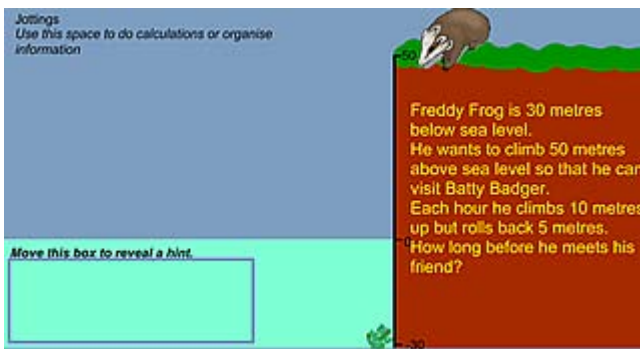 Jottings
Use this space to do calculations or organise
information
50
Freddy Frog is 30 metres
below sea level.
He wants to climb 50 metres
above sea level so that he can
visit Batty Badger.
Each hour he climbs 10 metres
up but rolls back 5 metres.
0
How long before he meets his
friend?
Move this box to reveal a hint.
-30